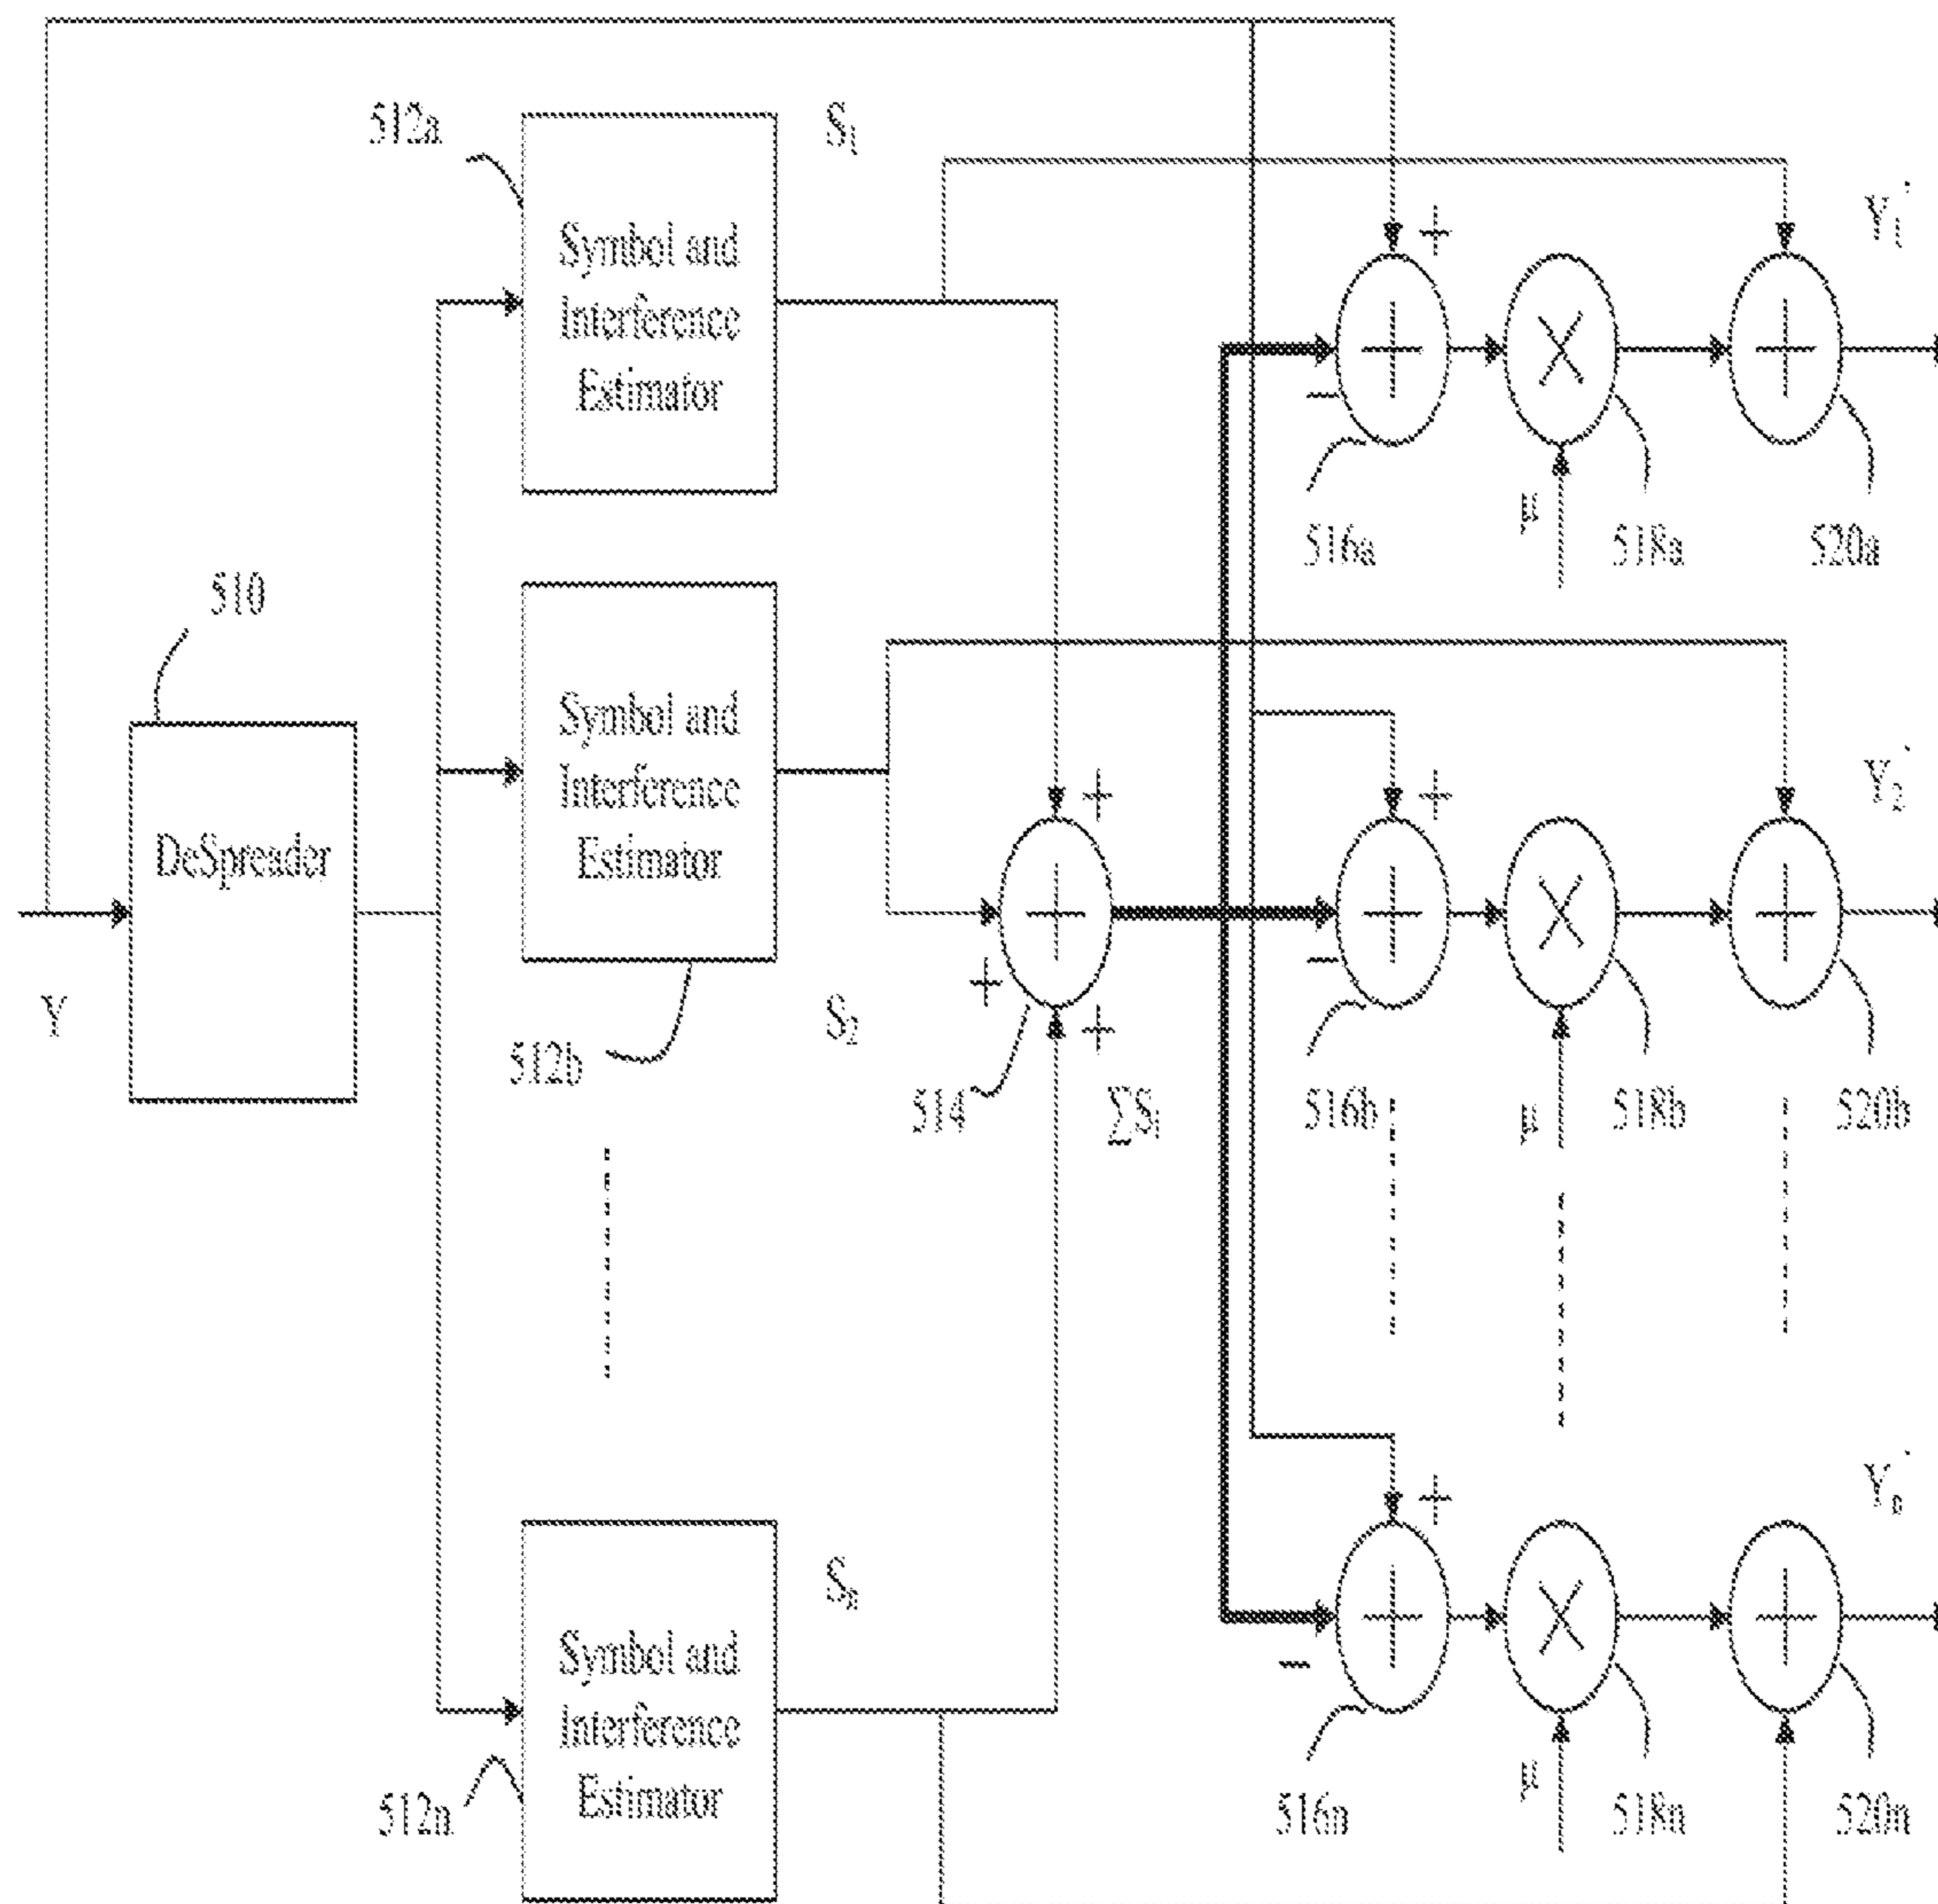 512a
S₁
Symbol and
Interference
Estimator
Y₁'
+
−
μ
516a
518a
520a
510
DeSpreader
Y
Symbol and
Interference
Estimator
512b
S₂
+
+
+
514
∑Sᵢ
Y₂'
+
−
516b
μ
518b
520b
Sₙ
Symbol and
Interference
Estimator
512n
Yₙ'
+
−
516n
μ
518n
520n